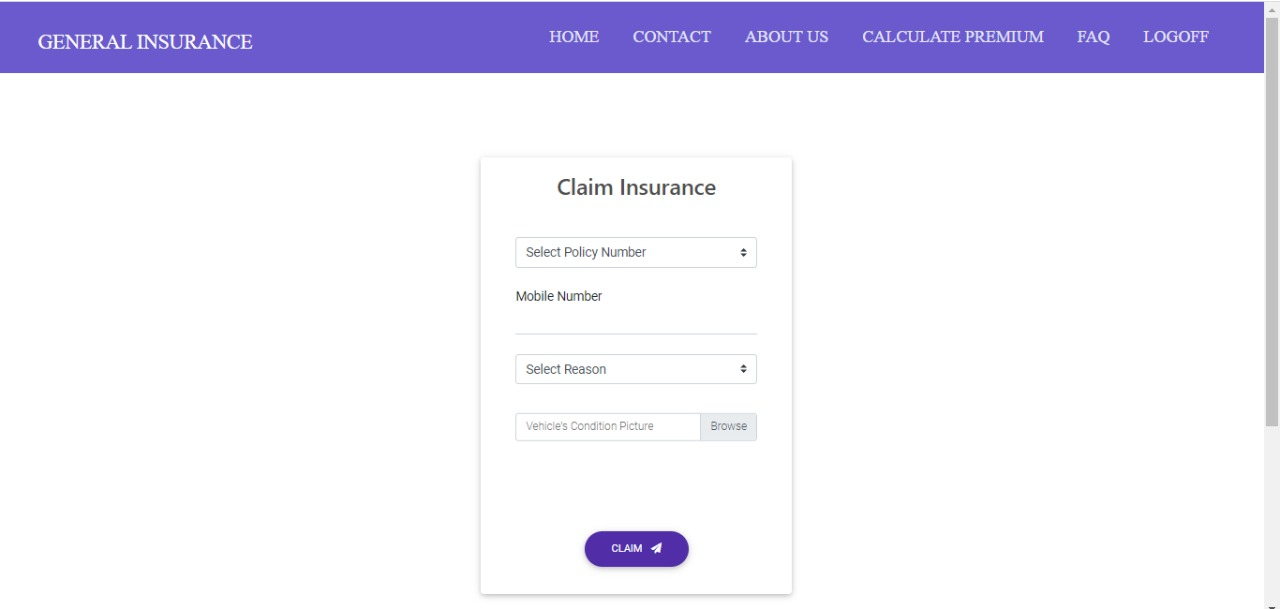 GENERAL INSURANCE
HOME CONTACT ABOUT US CALCULATE PREMIUM FAQ LOGOFF
Claim Insurance
Select Policy Number
Mobile Number
Select Reason
Vehicle's Condition Picture Browse
CLAIM